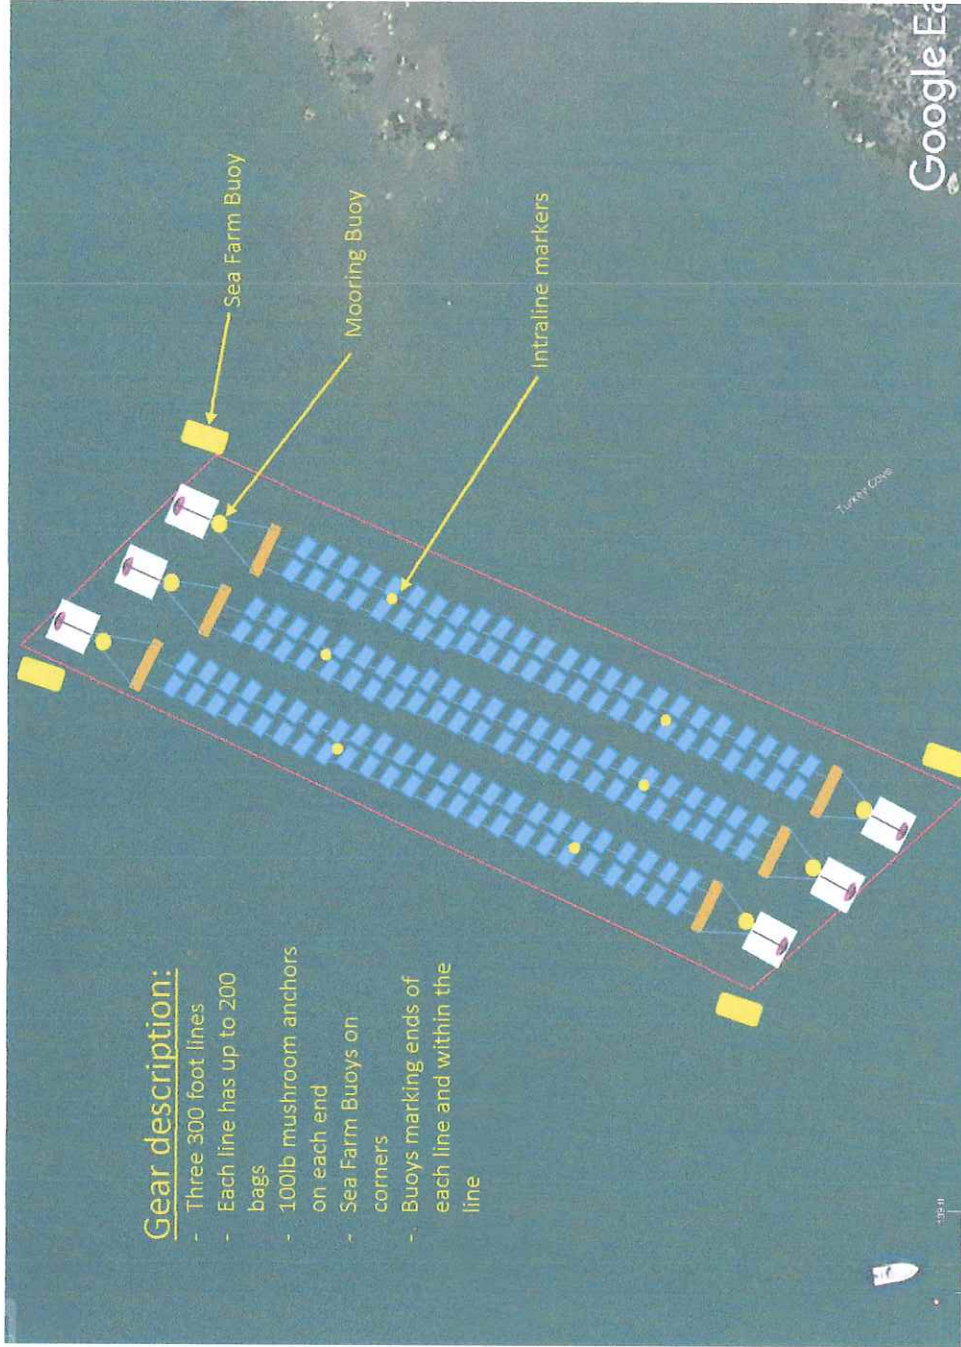 Gear description:
- Three 300 foot lines
- Each line has up to 200
bags
- 100lb mushroom anchors
on each end
- Sea Farm Buoys on
corners
- Buoys marking ends of
each line and within the
line
Sea Farm Buoy
Mooring Buoy
Intraline markers
Turkey Cove
Google Ea